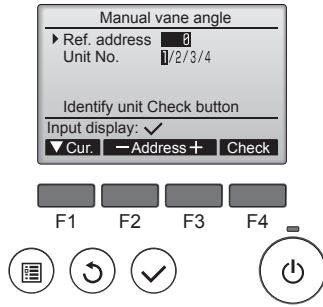 Manual vane angle
▶Ref. address 0
Unit No. 1/2/3/4
Identify unit Check button
Input display: ✓
▼Cur. －Address＋ Check
F1 F2 F3 F4